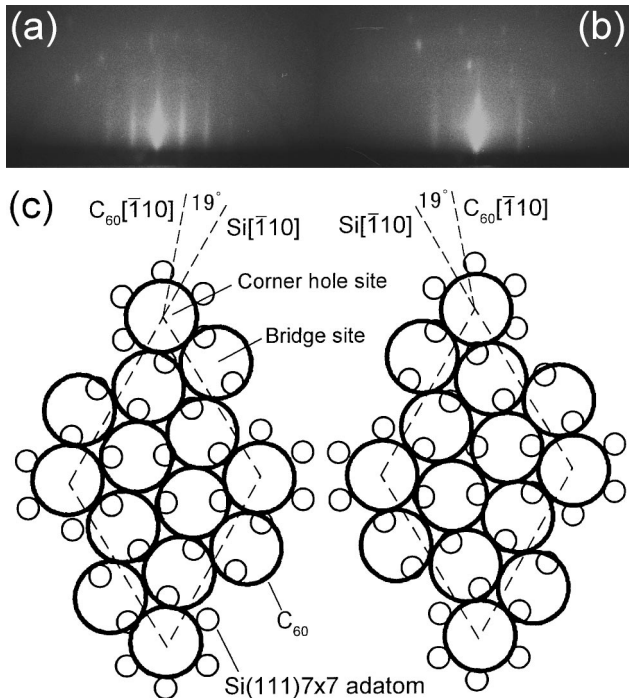 (a)
(b)
(c)
C₆₀[1̅10]
19°
Si[1̅10]
Si[1̅10]
19°
C₆₀[1̅10]
Corner hole site
Bridge site
C₆₀
Si(111)7x7 adatom